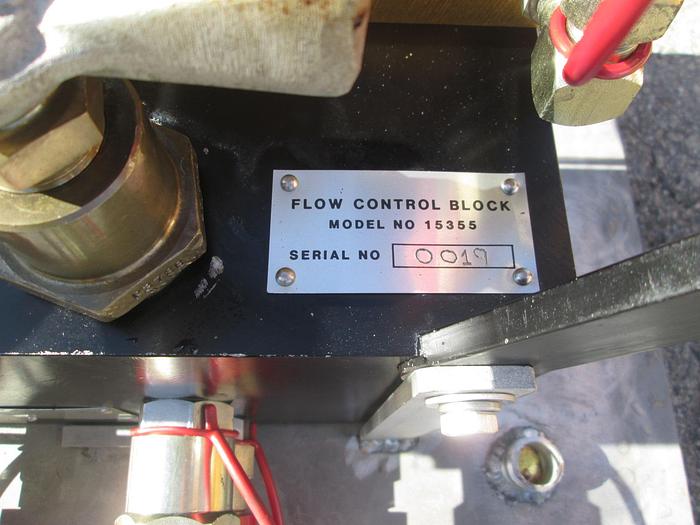 FLOW CONTROL BLOCK
MODEL NO 15355
SERIAL NO 0019